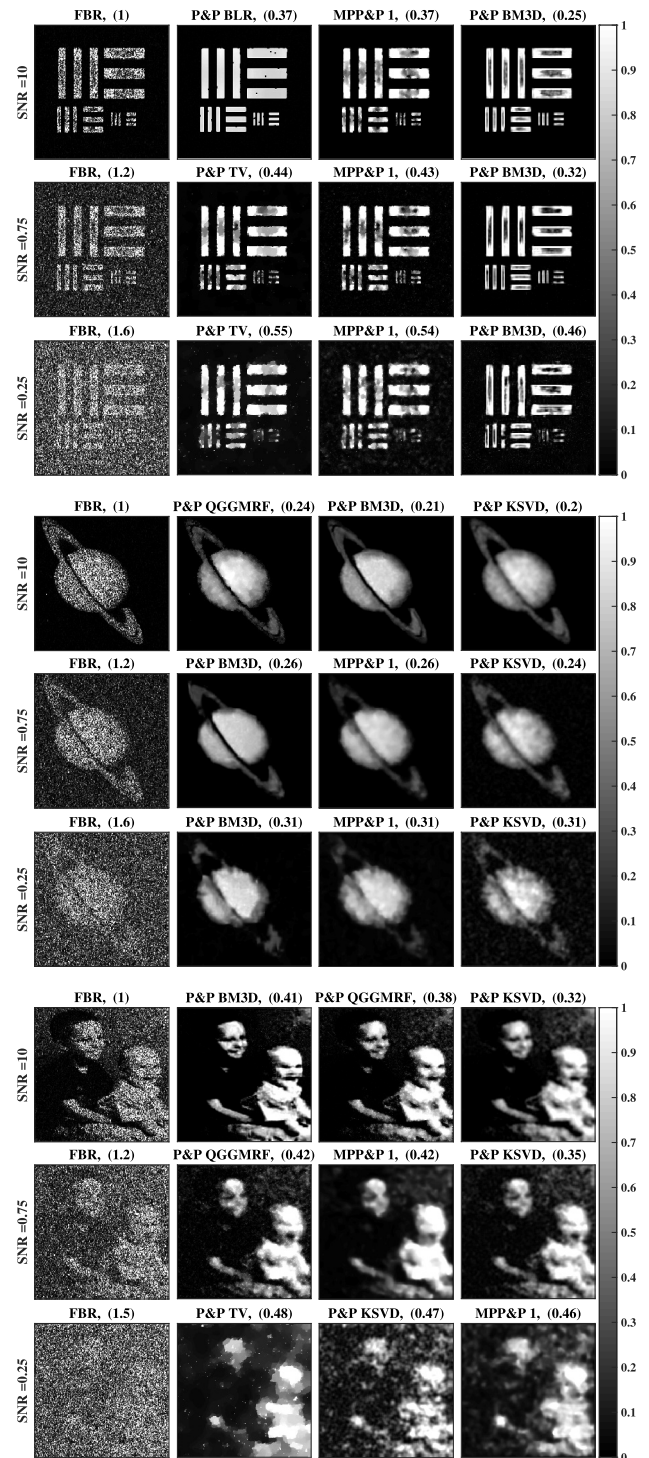 FBR, (1) P&P BLR, (0.37) MPP&P 1, (0.37) P&P BM3D, (0.25)
SNR =10
FBR, (1.2) P&P TV, (0.44) MPP&P 1, (0.43) P&P BM3D, (0.32)
SNR =0.75
FBR, (1.6) P&P TV, (0.55) MPP&P 1, (0.54) P&P BM3D, (0.46)
SNR =0.25
1
0.9
0.8
0.7
0.6
0.5
0.4
0.3
0.2
0.1
0
FBR, (1) P&P QGGMRF, (0.24) P&P BM3D, (0.21) P&P KSVD, (0.2)
SNR =10
FBR, (1.2) P&P BM3D, (0.26) MPP&P 1, (0.26) P&P KSVD, (0.24)
SNR =0.75
FBR, (1.6) P&P BM3D, (0.31) MPP&P 1, (0.31) P&P KSVD, (0.31)
SNR =0.25
1
0.9
0.8
0.7
0.6
0.5
0.4
0.3
0.2
0.1
0
FBR, (1) P&P BM3D, (0.41) P&P QGGMRF, (0.38) P&P KSVD, (0.32)
SNR =10
FBR, (1.2) P&P QGGMRF, (0.42) MPP&P 1, (0.42) P&P KSVD, (0.35)
SNR =0.75
FBR, (1.5) P&P TV, (0.48) P&P KSVD, (0.47) MPP&P 1, (0.46)
SNR =0.25
1
0.9
0.8
0.7
0.6
0.5
0.4
0.3
0.2
0.1
0